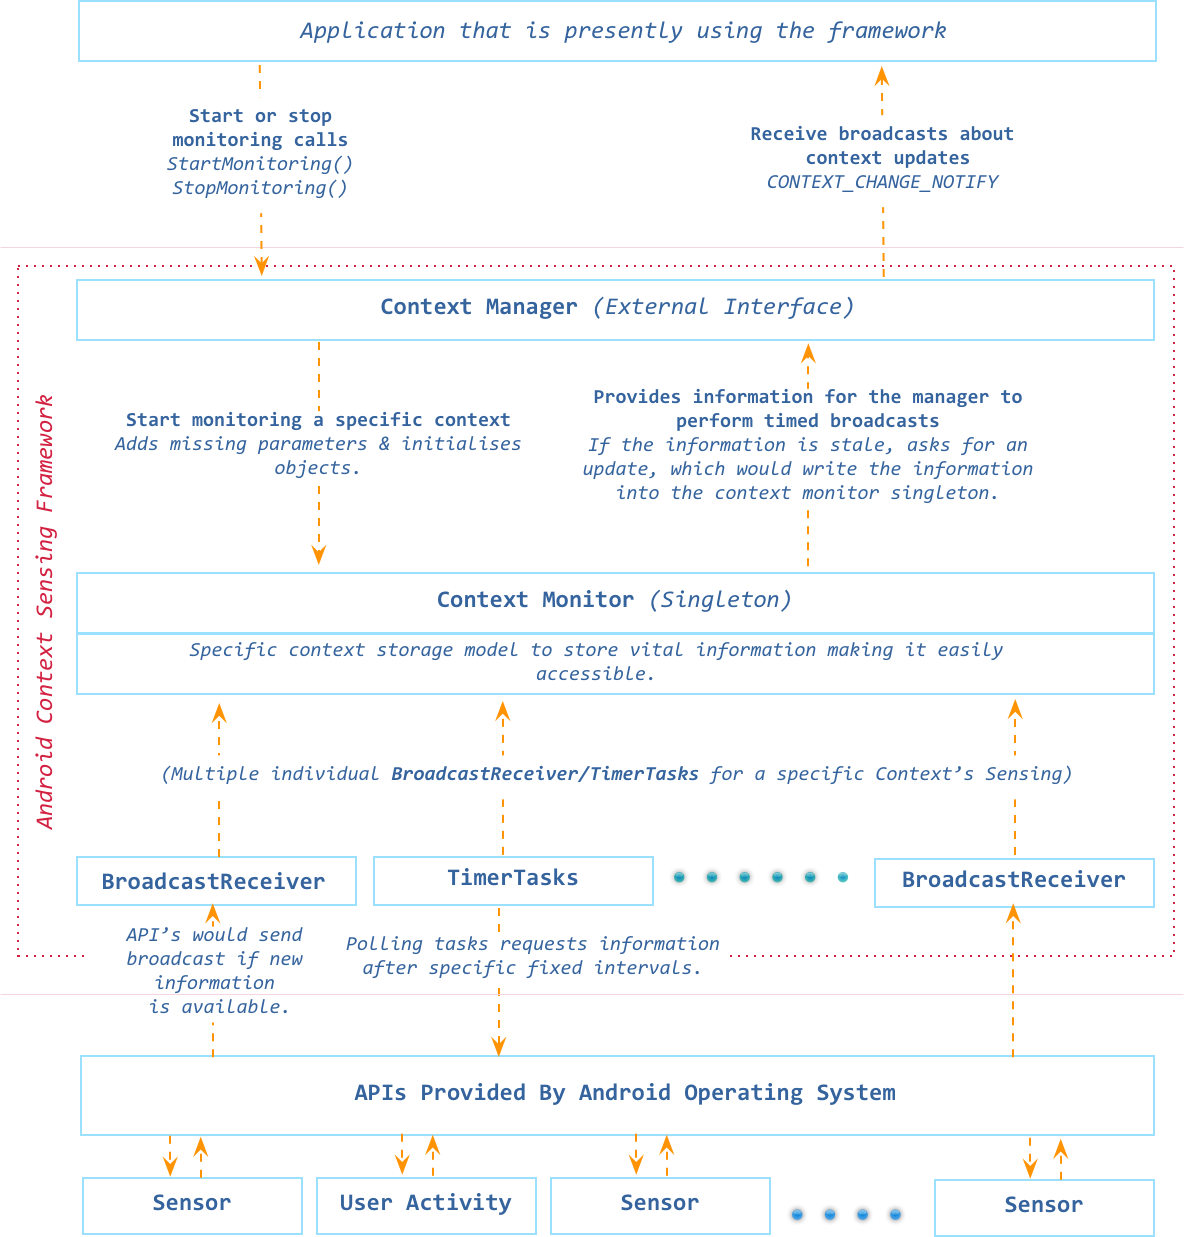 Application that is presently using the framework
Start or stop
monitoring calls
StartMonitoring()
StopMonitoring()
Receive broadcasts about
context updates
CONTEXT_CHANGE_NOTIFY
Android Context Sensing Framework
Context Manager (External Interface)
Start monitoring a specific context
Adds missing parameters & initialises
objects.
Provides information for the manager to
perform timed broadcasts
If the information is stale, asks for an
update, which would write the information
into the context monitor singleton.
Context Monitor (Singleton)
Specific context storage model to store vital information making it easily
accessible.
(Multiple individual BroadcastReceiver/TimerTasks for a specific Context’s Sensing)
BroadcastReceiver
TimerTasks
BroadcastReceiver
API’s would send
broadcast if new
information
is available.
Polling tasks requests information
after specific fixed intervals.
APIs Provided By Android Operating System
Sensor
User Activity
Sensor
Sensor